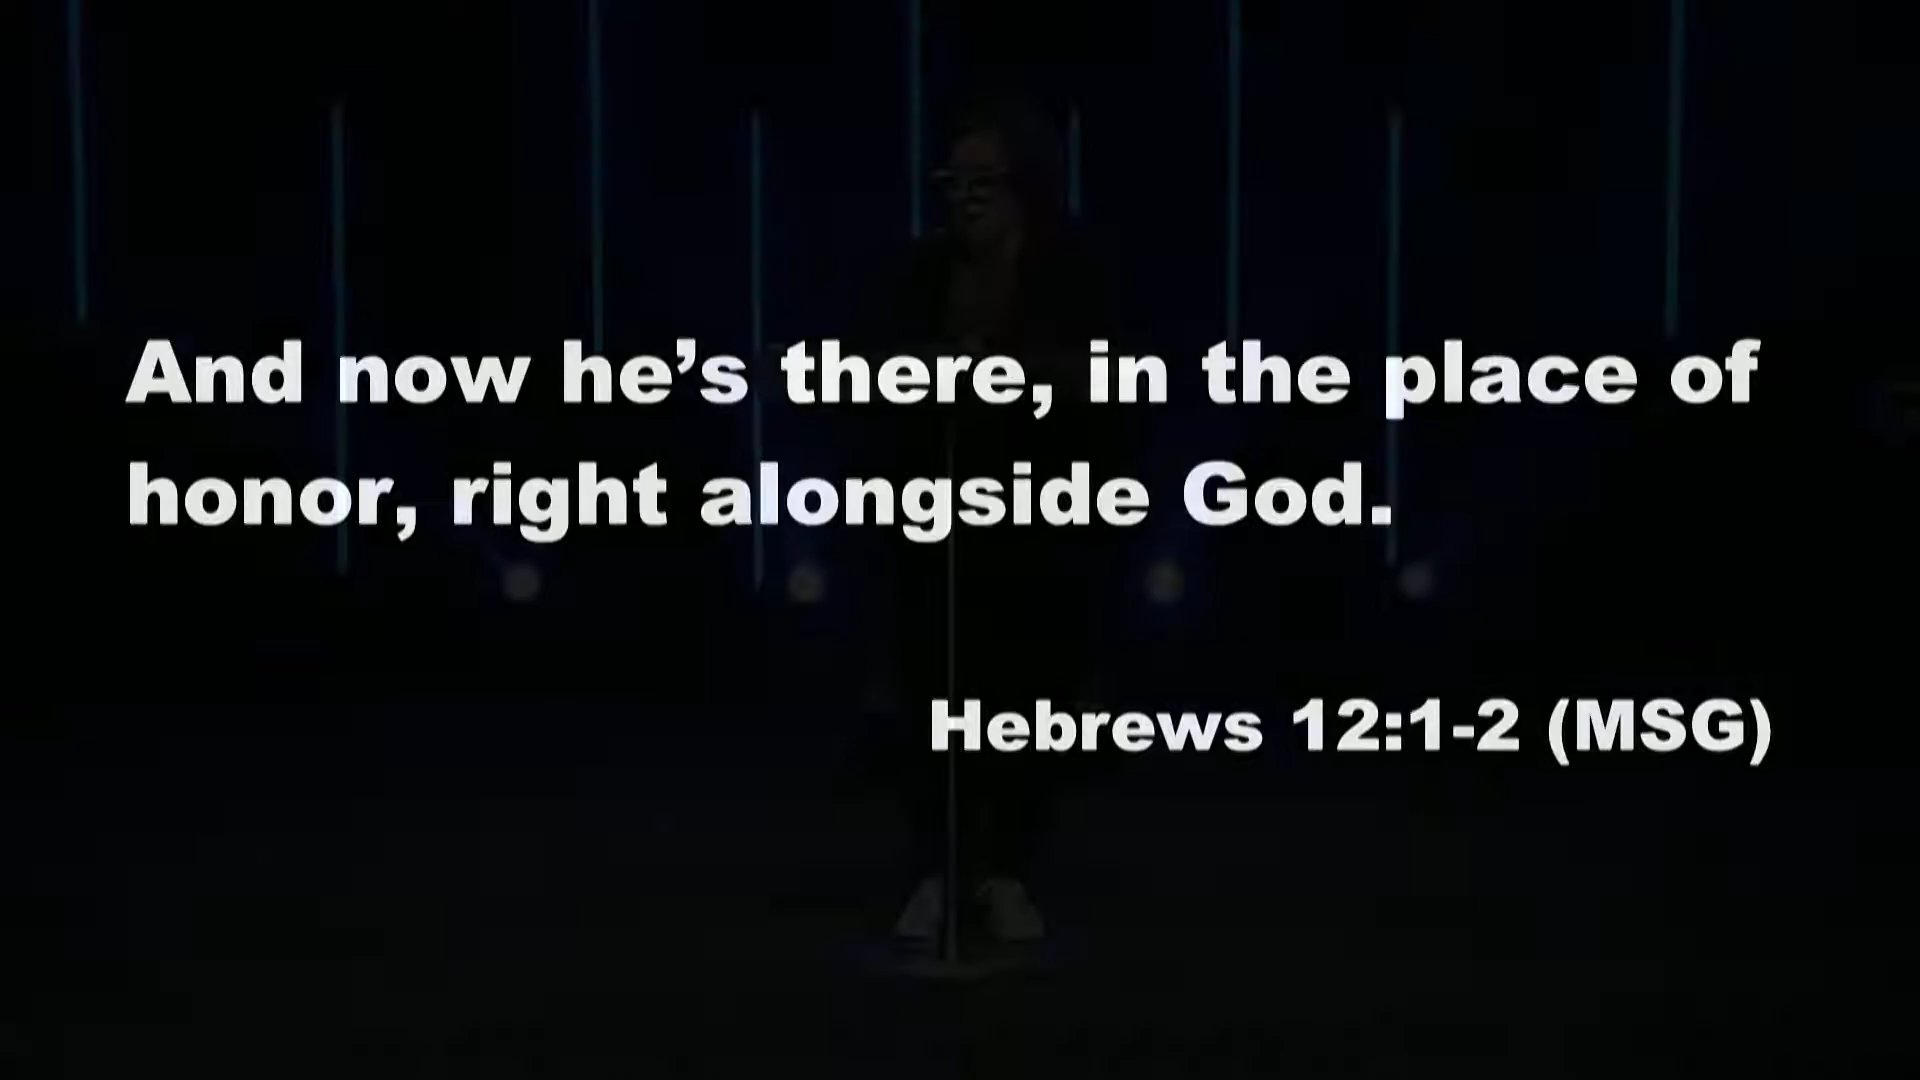 And now he’s there, in the place of
honor, right alongside God.
Hebrews 12:1-2 (MSG)